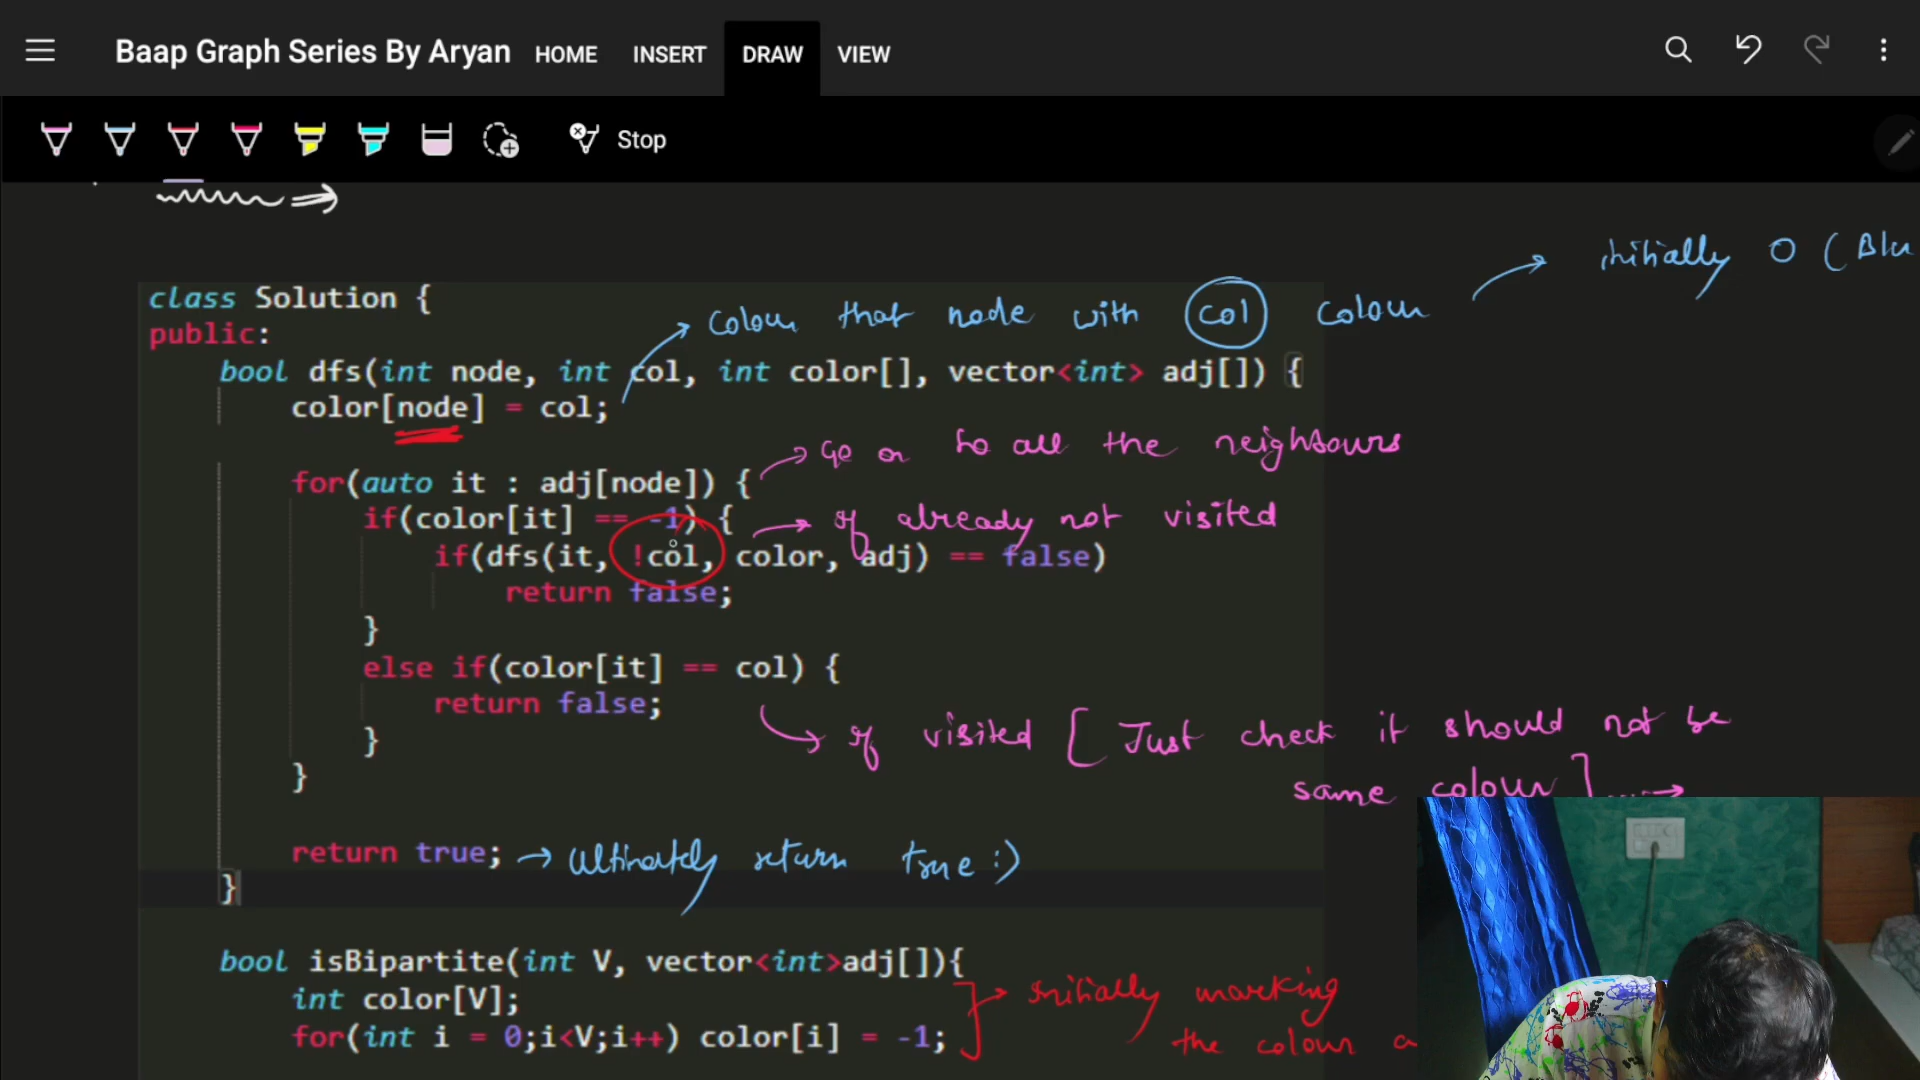 Baap Graph Series By Aryan HOME INSERT DRAW VIEW
Stop
initially 0 (Blu
class Solution {
colour that node with col colour
public:
bool dfs(int node, int col, int color[], vector<int> adj[]) {
color[node] = col;
Go on to all the neighbours
for(auto it : adj[node]) {
if(color[it] == -1) {
If already not visited
if(dfs(it, !col, color, adj) == false)
return false;
}
else if(color[it] == col) {
return false;
If visited [Just check it should not be
}
same colour]
}
return true; → Ultimately return true :)
}
bool isBipartite(int V, vector<int>adj[]){
int color[V];
Initially marking
for(int i = 0;i<V;i++) color[i] = -1;
the colour a